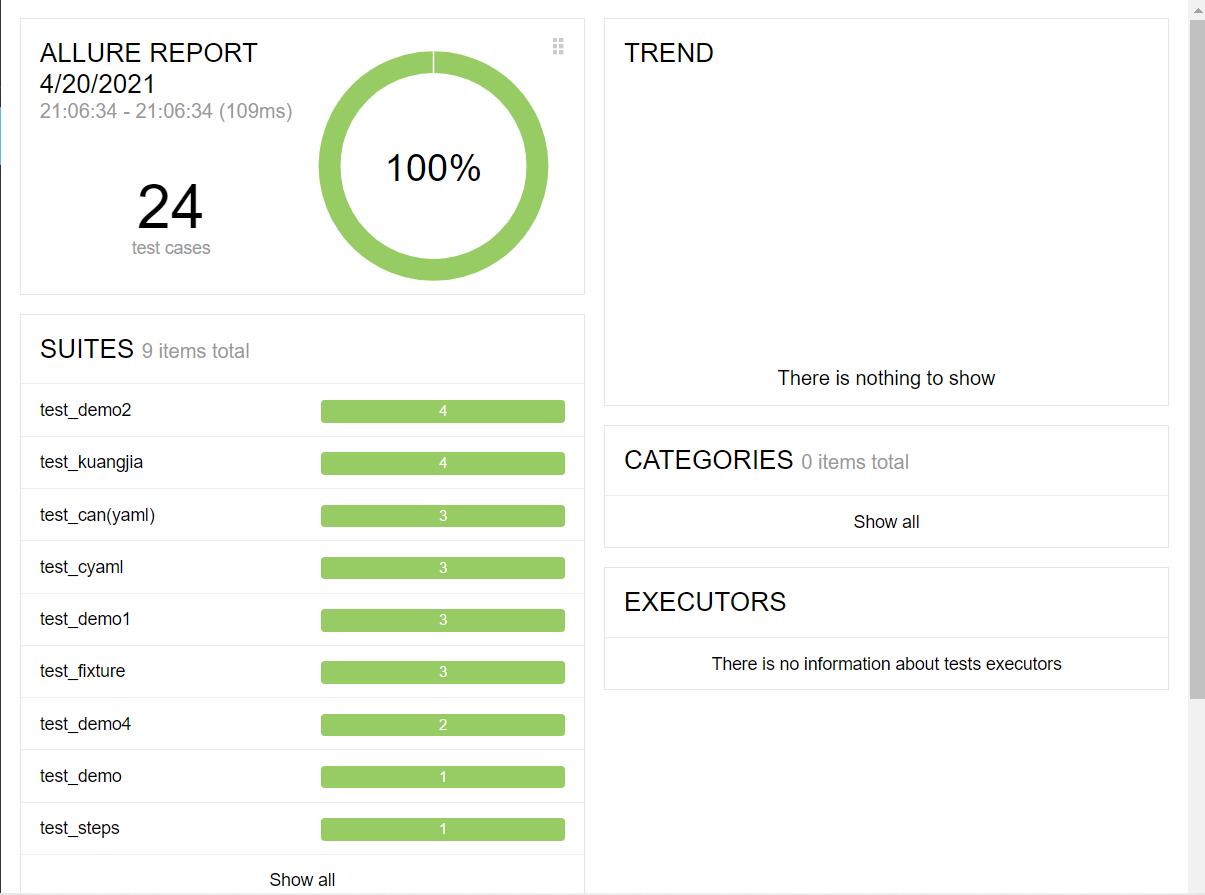 ALLURE REPORT
4/20/2021
21:06:34 - 21:06:34 (109ms)
24
test cases
100%
SUITES 9 items total
test_demo2 4
test_kuangjia 4
test_can(yaml) 3
test_cyaml 3
test_demo1 3
test_fixture 3
test_demo4 2
test_demo 1
test_steps 1
Show all
TREND
There is nothing to show
CATEGORIES 0 items total
Show all
EXECUTORS
There is no information about tests executors